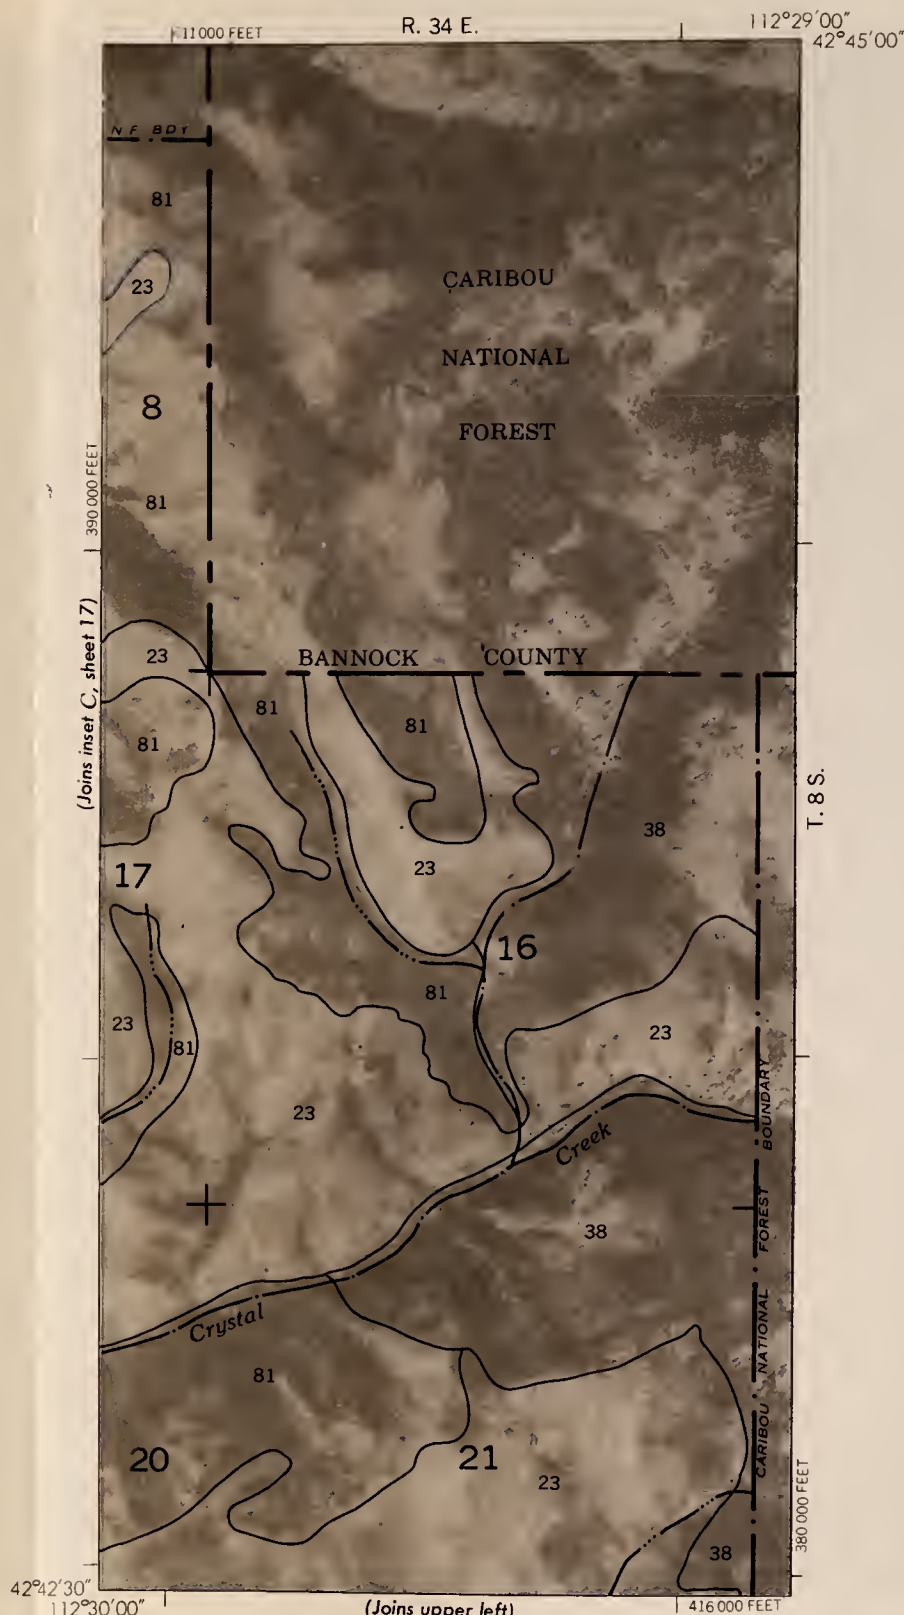 11000 FEET
R. 34 E.
112°29'00"
42°45'00"
N F BDY
81
23
CARIBOU
NATIONAL
FOREST
8
390 000 FEET
81
(Joins inset C, sheet 17)
23
BANNOCK COUNTY
81
81
81
T. 8 S.
38
23
17
16
81
23
23
81
23
Creek
CARIBOU NATIONAL FOREST BOUNDARY
38
Crystal
81
20
21
23
380 000 FEET
38
42°42'30"
112°30'00"
(Joins upper left)
416 000 FEET